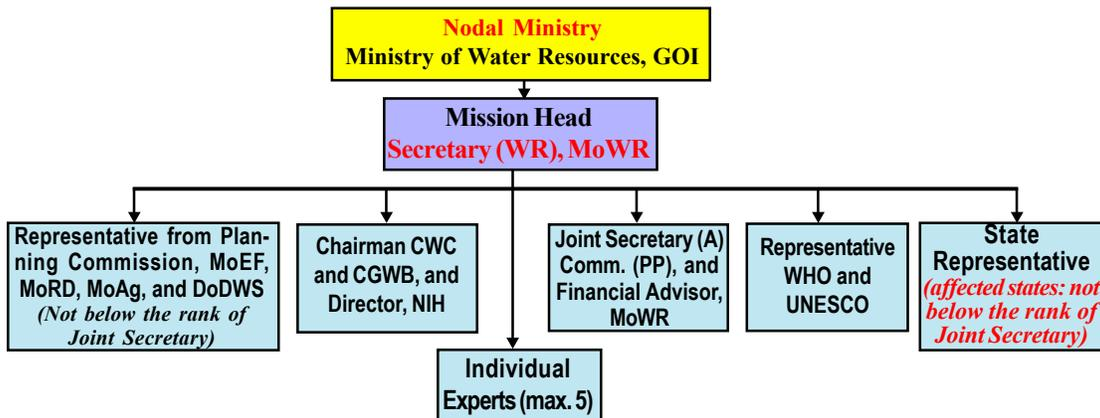 Nodal Ministry
Ministry of Water Resources, GOI
Mission Head
Secretary (WR), MoWR
Representative from Plan-
ning Commission, MoEF,
MoRD, MoAg, and DoDWS
(Not below the rank of
Joint Secretary)
Chairman CWC
and CGWB, and
Director, NIH
Joint Secretary (A)
Comm. (PP), and
Financial Advisor,
MoWR
Representative
WHO and
UNESCO
State
Representative
(affected states: not
below the rank of
Joint Secretary)
Individual
Experts (max. 5)